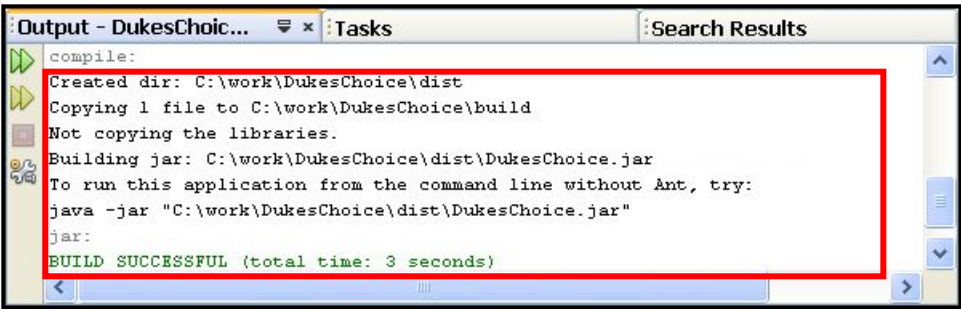 Output - DukesChoic...
Tasks
Search Results
compile:
Created dir: C:\work\DukesChoice\dist
Copying 1 file to C:\work\DukesChoice\build
Not copying the libraries.
Building jar: C:\work\DukesChoice\dist\DukesChoice.jar
To run this application from the command line without Ant, try:
java -jar "C:\work\DukesChoice\dist\DukesChoice.jar"
jar:
BUILD SUCCESSFUL (total time: 3 seconds)